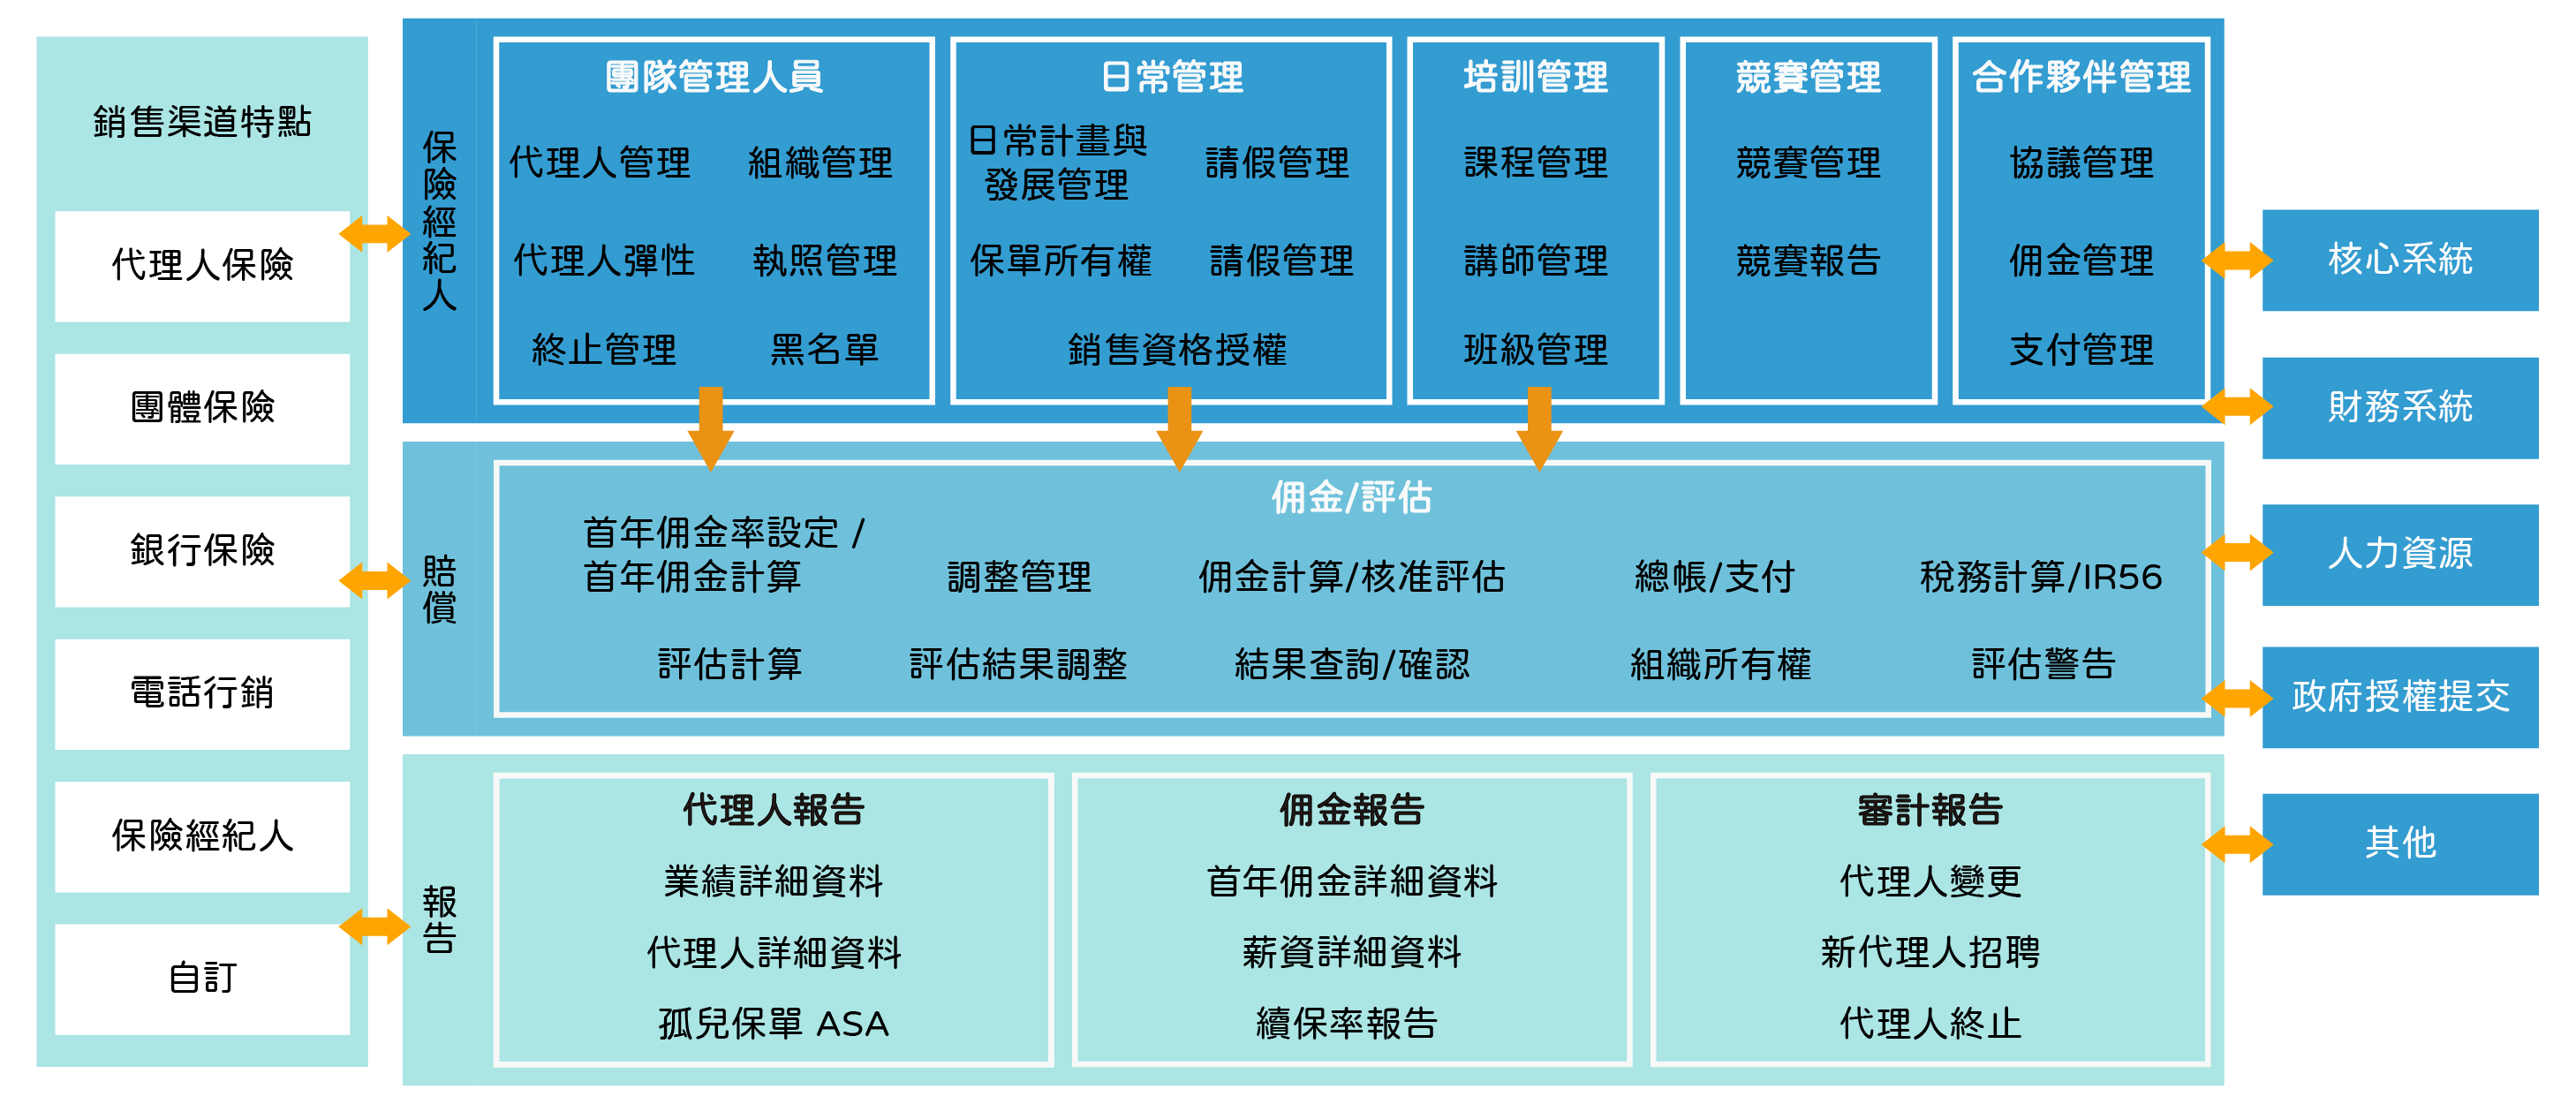 銷售渠道特點
代理人保險
團體保險
銀行保險
電話行銷
保險經紀人
自訂
保險經紀人
團隊管理人員
代理人管理
組織管理
代理人彈性
執照管理
終止管理
黑名單
日常管理
日常計畫與
發展管理
請假管理
保單所有權
請假管理
銷售資格授權
培訓管理
課程管理
講師管理
班級管理
競賽管理
競賽管理
競賽報告
合作夥伴管理
協議管理
佣金管理
支付管理
賠償
佣金/評估
首年佣金率設定 /
首年佣金計算
調整管理
佣金計算/核准評估
總帳/支付
稅務計算/IR56
評估計算
評估結果調整
結果查詢/確認
組織所有權
評估警告
報告
代理人報告
業績詳細資料
代理人詳細資料
孤兒保單 ASA
佣金報告
首年佣金詳細資料
薪資詳細資料
續保率報告
審計報告
代理人變更
新代理人招聘
代理人終止
核心系統
財務系統
人力資源
政府授權提交
其他